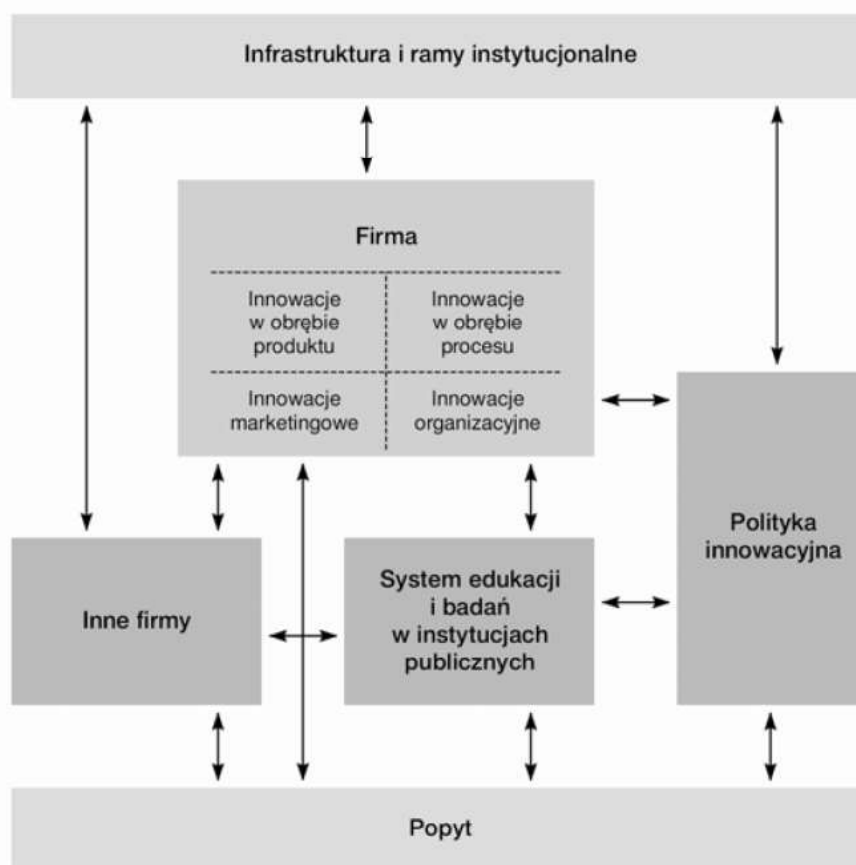 Infrastruktura i ramy instytucjonalne
Firma
Innowacje
w obrębie
produktu
Innowacje
w obrębie
procesu
Innowacje
marketingowe
Innowacje
organizacyjne
Polityka
innowacyjna
Inne firmy
System edukacji
i badań
w instytucjach
publicznych
Popyt